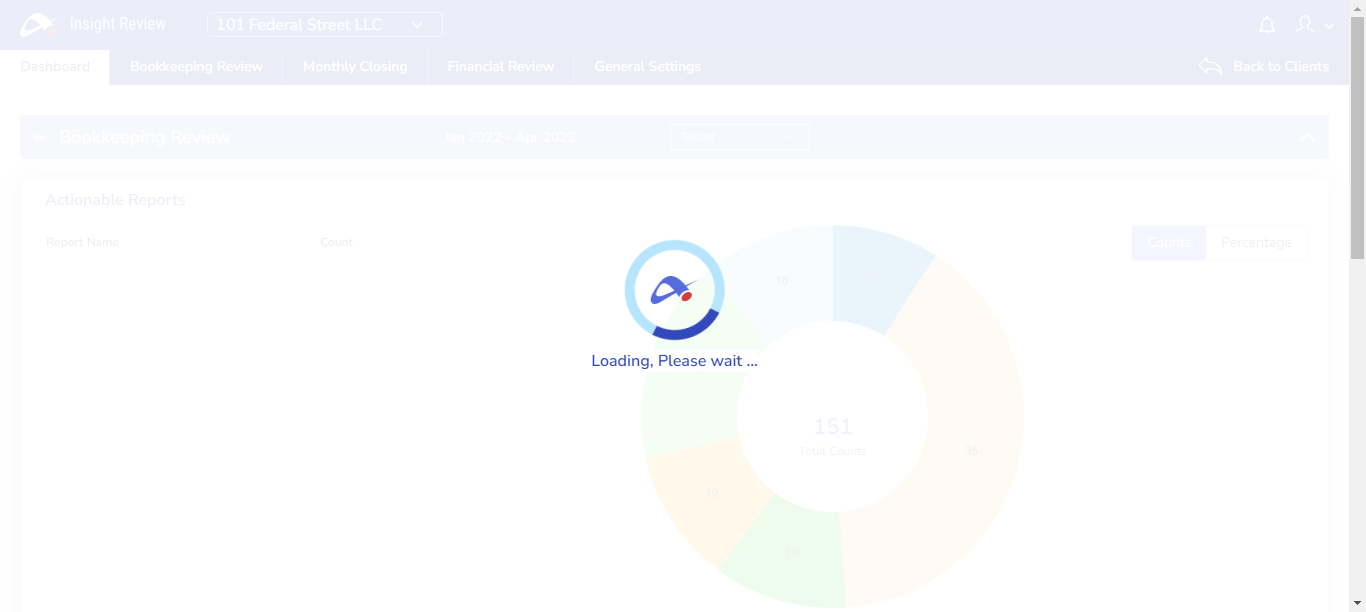 Insight Review
101 Federal Street LLC
Dashboard
Bookkeeping Review
Monthly Closing
Financial Review
General Settings
Back to Clients
Bookkeeping Review
Jan 2022 - Apr 2022
Select
Actionable Reports
Report Name
Count
Counts
Percentage
10
Loading, Please wait ...
151
Total Counts
35
10
10